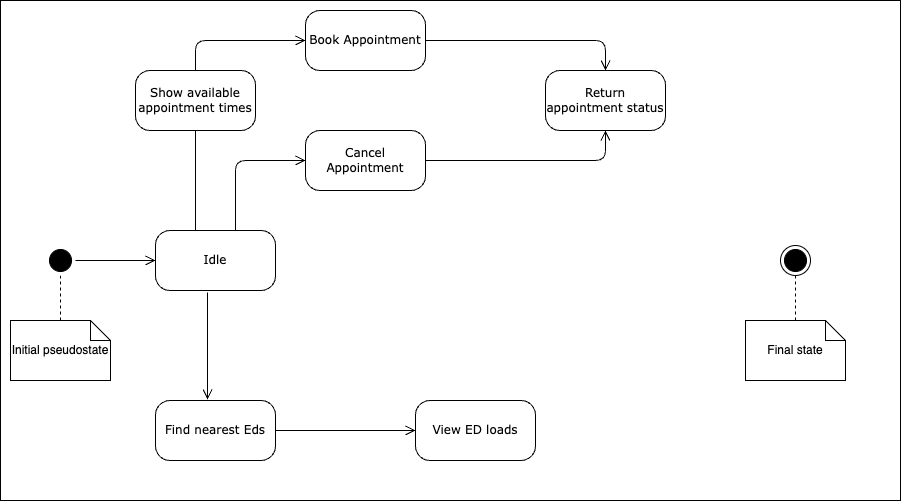 Book Appointment
Show available
appointment times
Return
appointment status
Cancel
Appointment
Idle
Initial pseudostate
Final state
Find nearest Eds
View ED loads